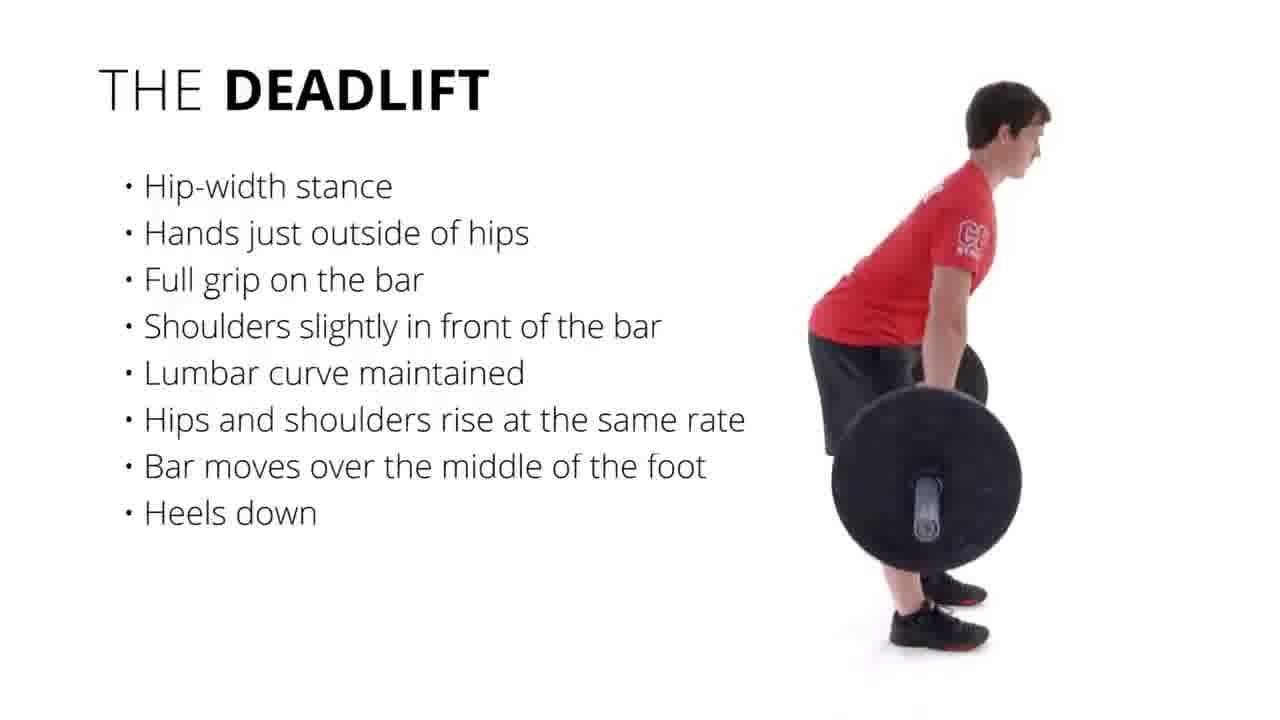 THE DEADLIFT
• Hip-width stance
• Hands just outside of hips
• Full grip on the bar
• Shoulders slightly in front of the bar
• Lumbar curve maintained
• Hips and shoulders rise at the same rate
• Bar moves over the middle of the foot
• Heels down